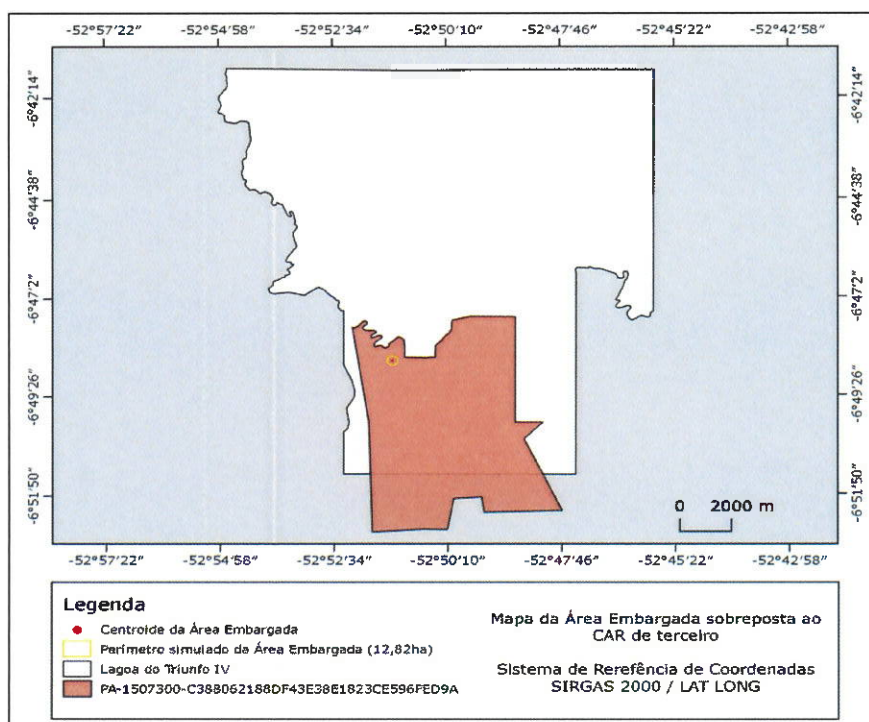 -52°57'22" -52°54'58" -52°52'34" -52°50'10" -52°47'46" -52°45'22" -52°42'58"
-6°42'14" -6°42'14"
-6°44'38" -6°44'38"
-6°47'2" -6°47'2"
-6°49'26" -6°49'26"
-6°51'50" -6°51'50"
0 2000 m
-52°57'22" -52°54'58" -52°52'34" -52°50'10" -52°47'46" -52°45'22" -52°42'58"
Legenda
Centroide da Área Embargada
Perímetro simulado da Área Embargada (12,82ha)
Lagoa do Triunfo IV
PA-1507300-C388062188DF43E38E1823CE596FED9A
Mapa da Área Embargada sobreposta ao
CAR de terceiro
Sistema de Rerefência de Coordenadas
SIRGAS 2000 / LAT LONG